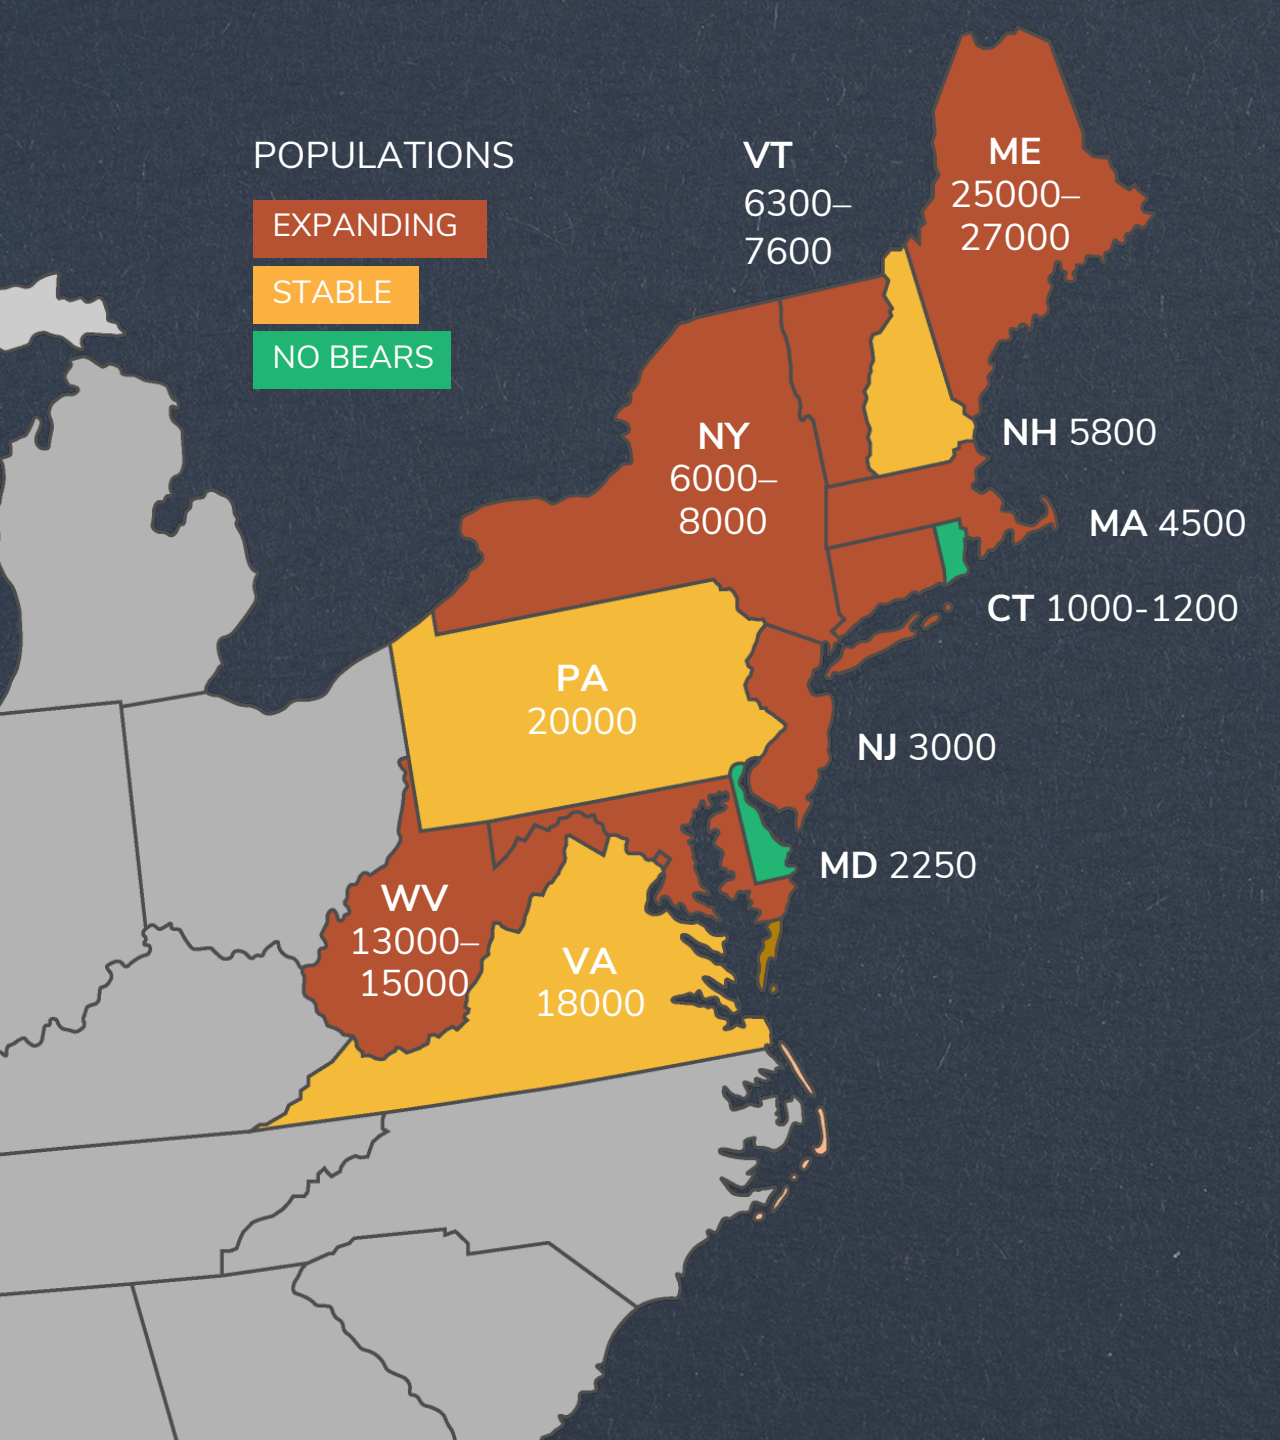 POPULATIONS
EXPANDING
STABLE
NO BEARS
VT
6300–
7600
ME
25000–
27000
NY
6000–
8000
NH 5800
MA 4500
CT 1000-1200
PA
20000
NJ 3000
MD 2250
WV
13000–
15000
VA
18000